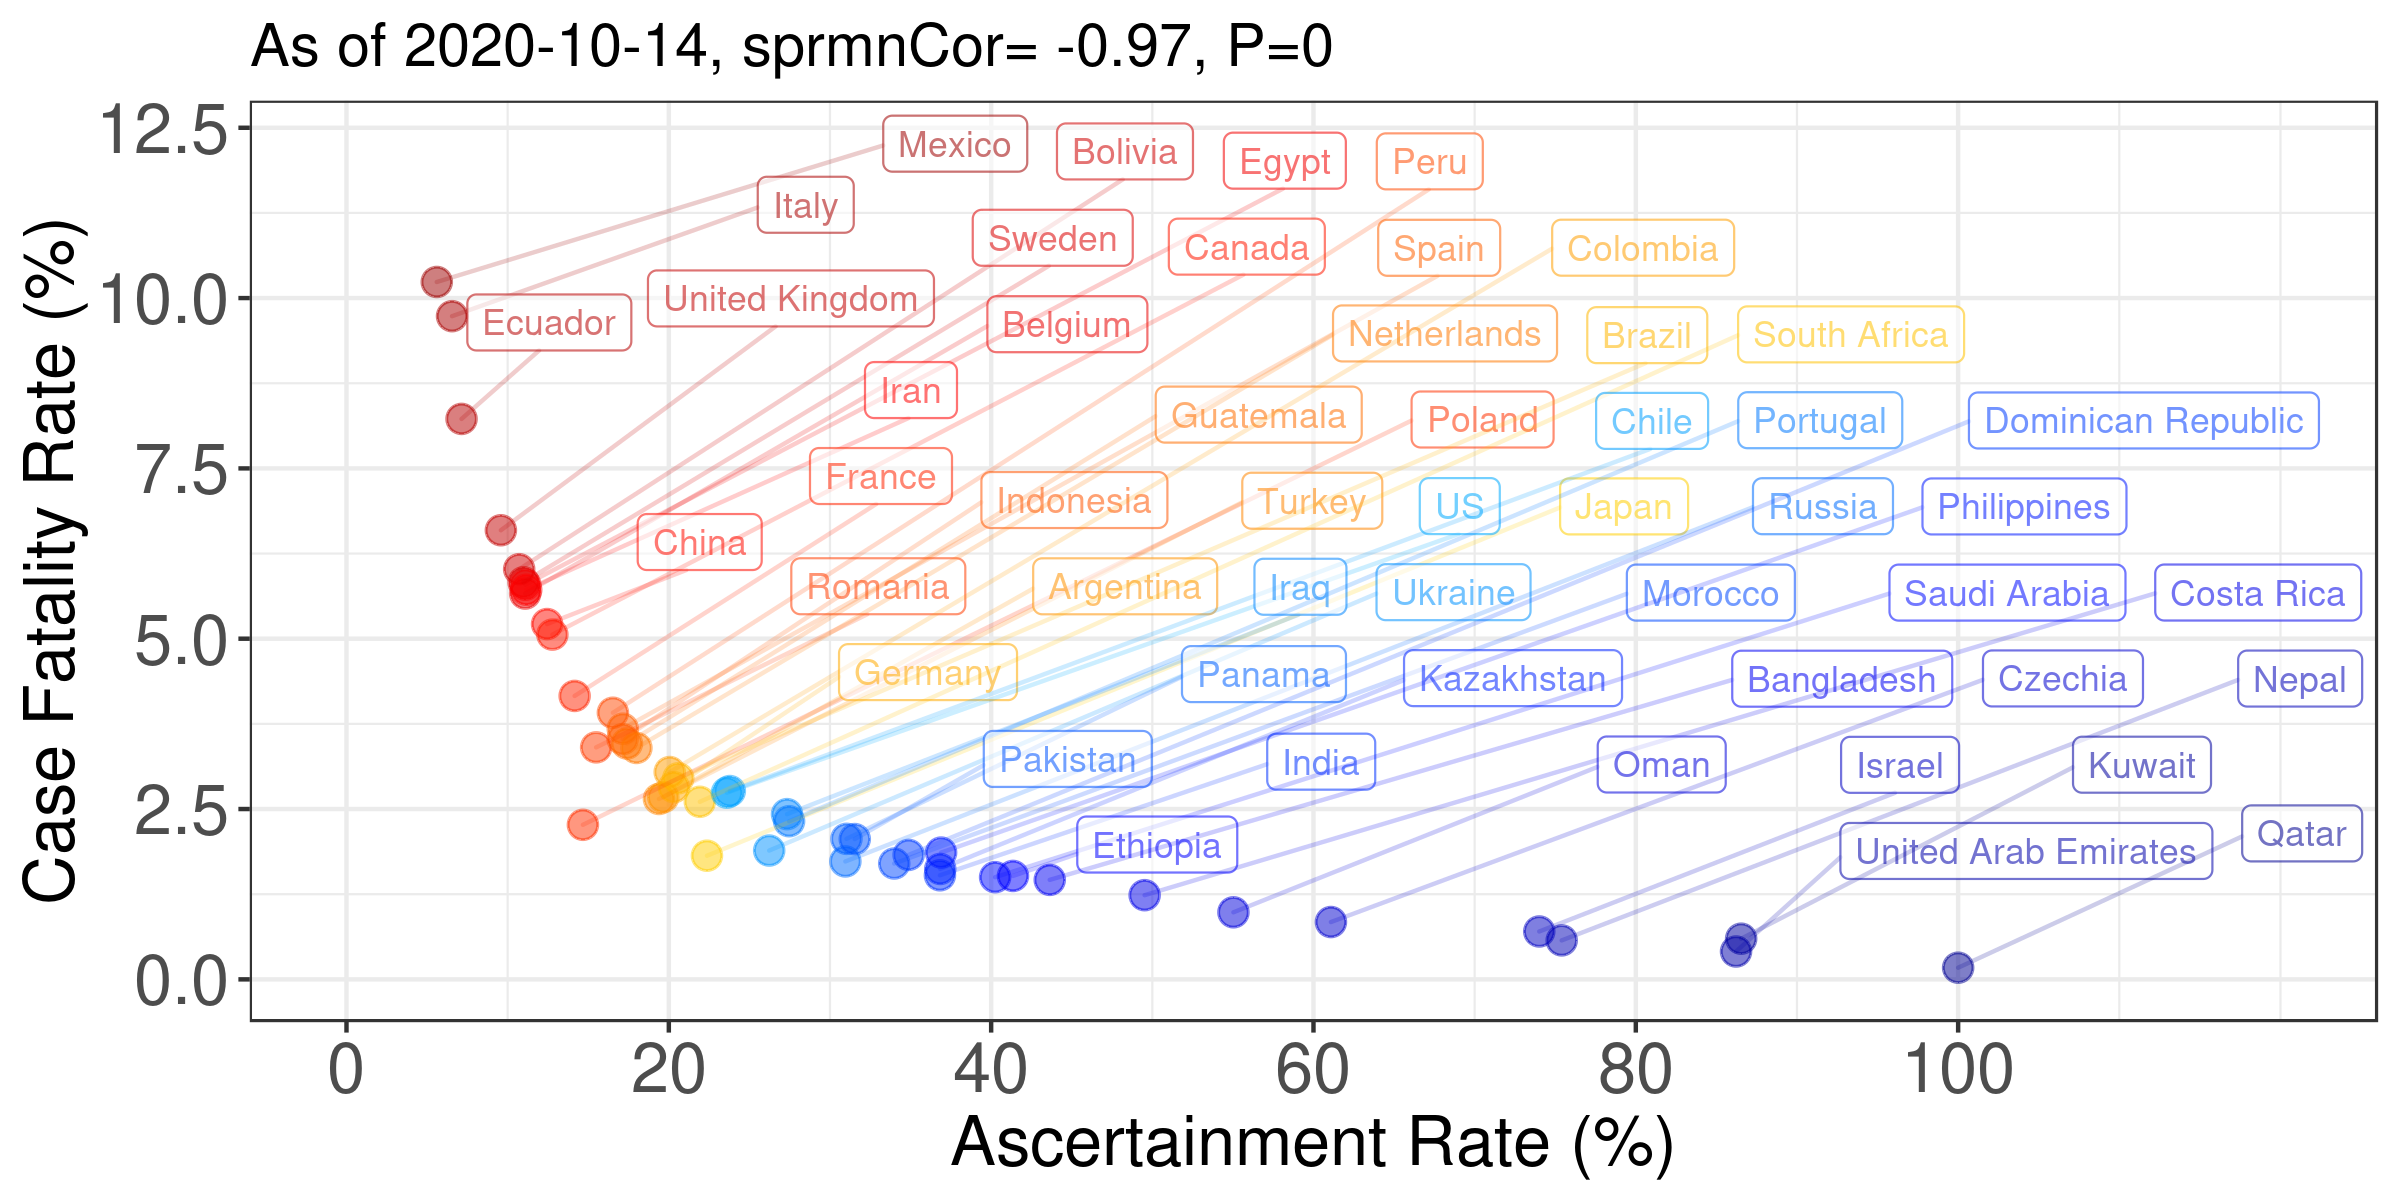 As of 2020-10-14, sprmnCor= -0.97, P=0
12.5
10.0
7.5
5.0
2.5
0.0
Case Fatality Rate (%)
Mexico
Bolivia
Egypt
Peru
Italy
Sweden
Canada
Spain
Colombia
Ecuador
United Kingdom
Belgium
Netherlands
Brazil
South Africa
Iran
Guatemala
Poland
Chile
Portugal
Dominican Republic
France
Indonesia
Turkey
US
Japan
Russia
Philippines
China
Romania
Argentina
Iraq
Ukraine
Morocco
Saudi Arabia
Costa Rica
Germany
Panama
Kazakhstan
Bangladesh
Czechia
Nepal
Pakistan
India
Oman
Israel
Kuwait
Ethiopia
United Arab Emirates
Qatar
0
20
40
60
80
100
Ascertainment Rate (%)